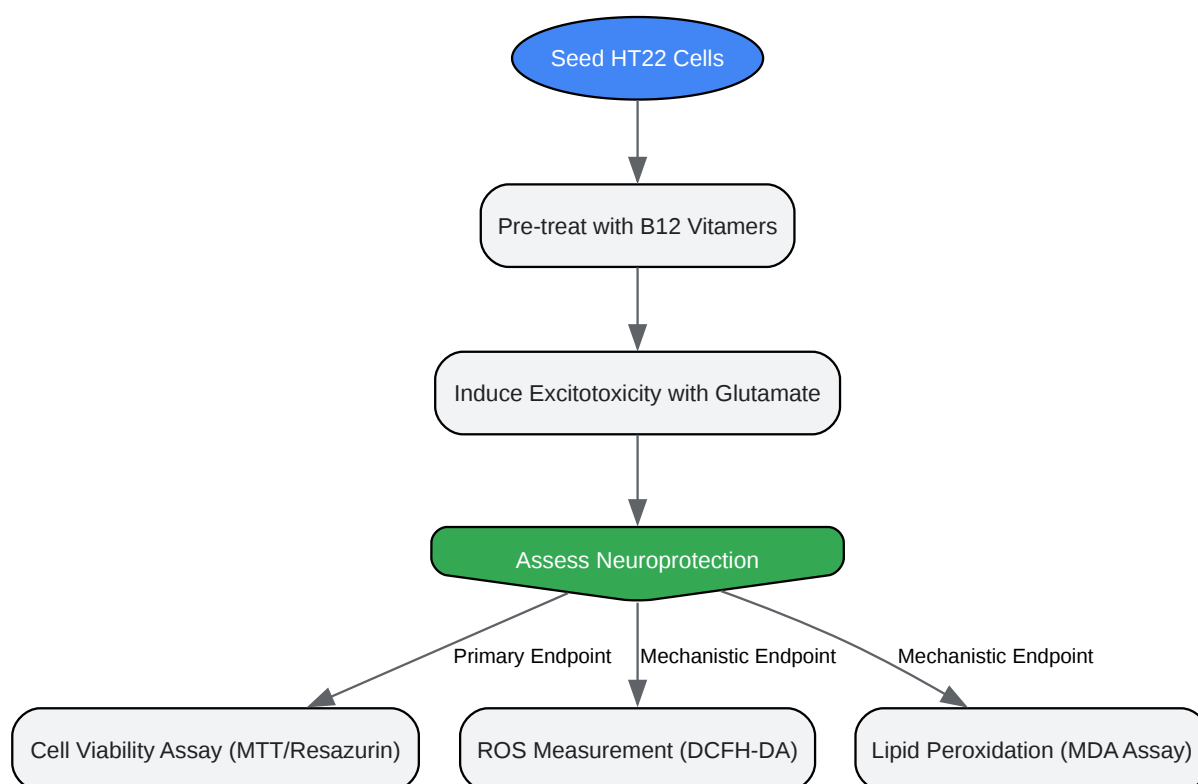 Seed HT22 Cells
Pre-treat with B12 Vitamers
Induce Excitotoxicity with Glutamate
Assess Neuroprotection
Primary Endpoint
Mechanistic Endpoint
Mechanistic Endpoint
Cell Viability Assay (MTT/Resazurin)
ROS Measurement (DCFH-DA)
Lipid Peroxidation (MDA Assay)